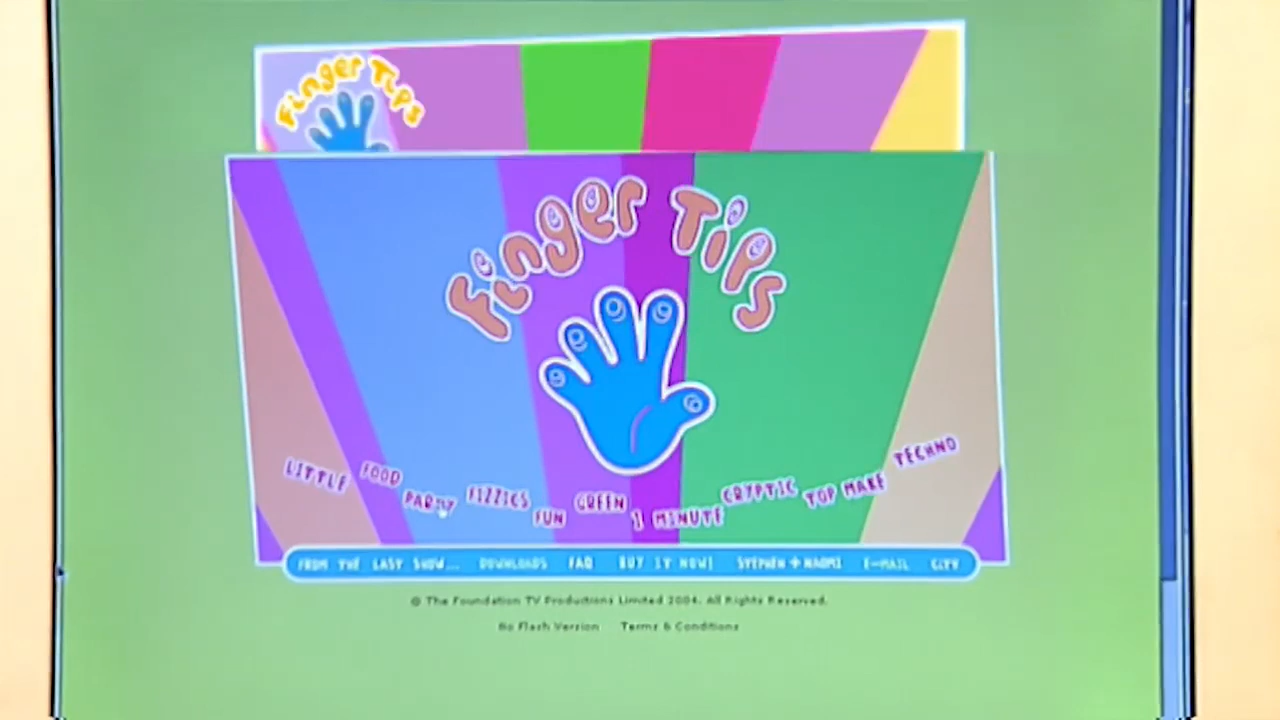 Finger Tips
Finger Tips
LITTLE FOOD PARTY FIZZICS FUN GREEN 1 MINUTE CRYPTIC TOP MAKE TECHNO
FROM THE LAST SHOW... DOWNLOADS FAQ BUY IT NOW! STEPHEN + NAOMI E-MAIL CiTV
© The Foundation TV Productions Limited 2004. All Rights Reserved.
No Flash Version Terms & Conditions